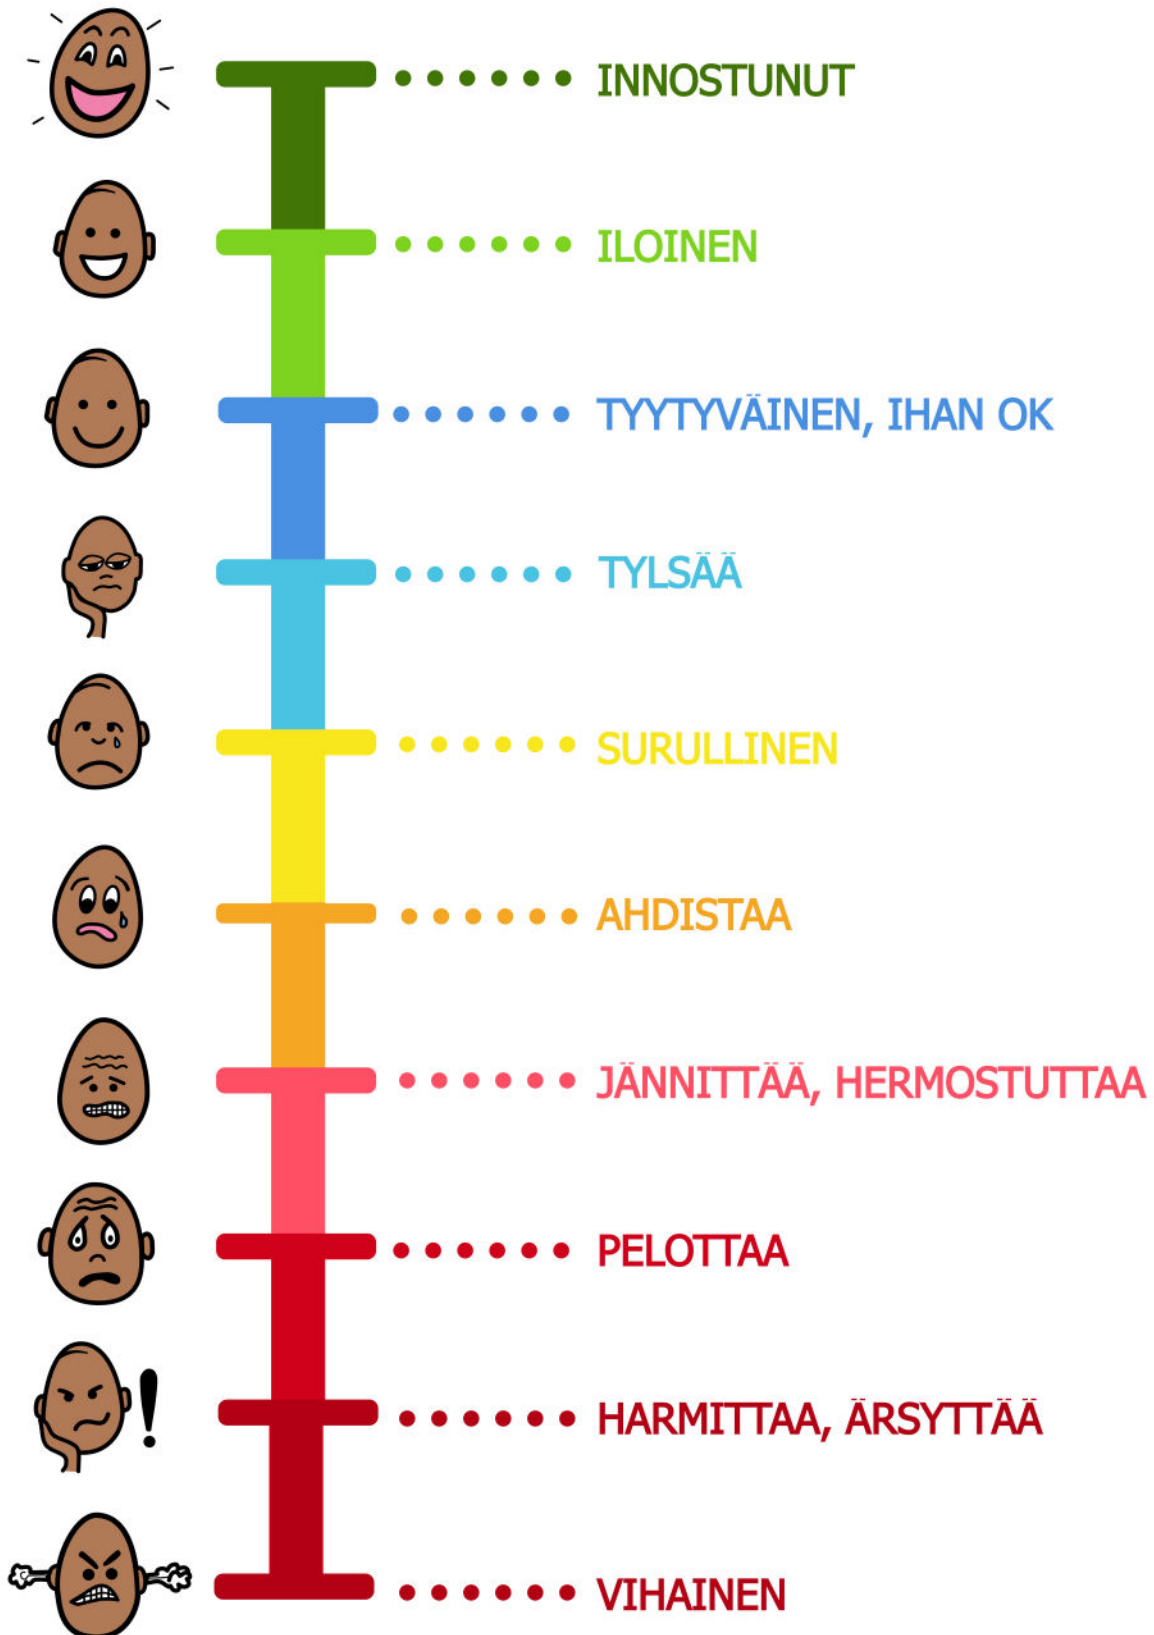 INNOSTUNUT
ILOINEN
TYYTYVÄINEN, IHAN OK
TYLSÄÄ
SURULLINEN
AHDISTAA
JÄNNITTÄÄ, HERMOSTUTTAA
PELOTTAA
!
HARMITTAA, ÄRSYTTÄÄ
VIHAINEN